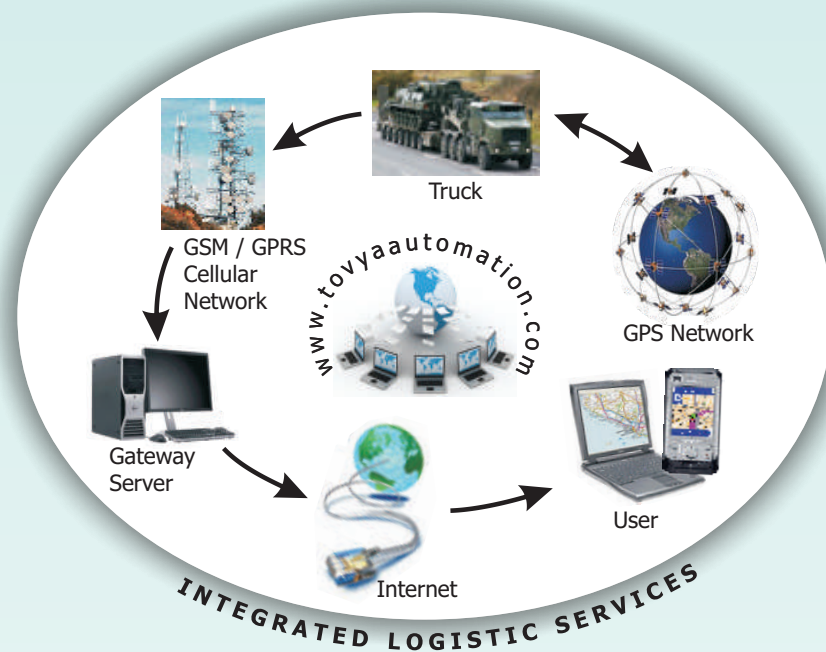 Truck
GSM / GPRS
Cellular
Network
www.tovyaautomation.com
GPS Network
Gateway
Server
User
Internet
INTEGRATED LOGISTIC SERVICES